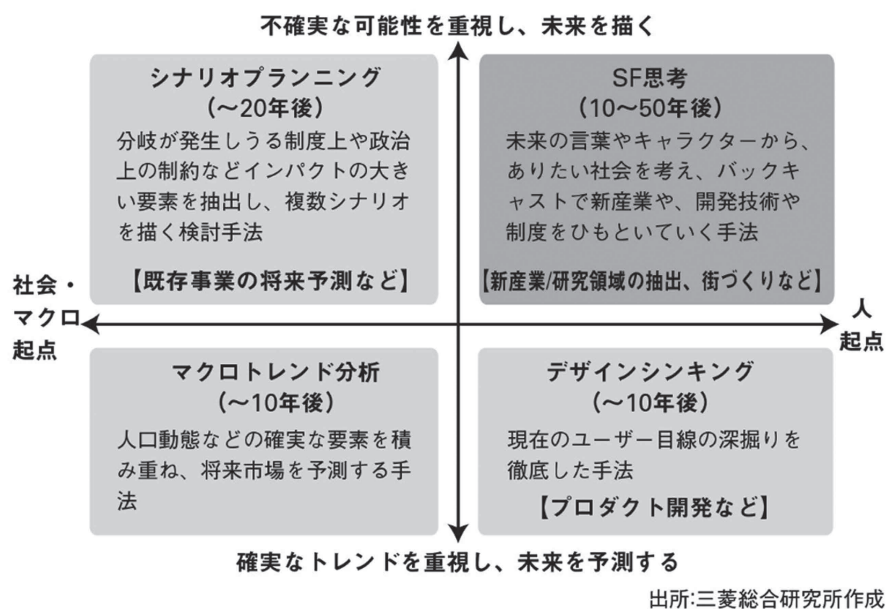 不確実な可能性を重視し、未来を描く
シナリオプランニング
(〜20年後)
分岐が発生しうる制度上や政治
上の制約などインパクトの大き
い要素を抽出し、複数シナリオ
を描く検討手法
【既存事業の将来予測など】
SF思考
(10〜50年後)
未来の言葉やキャラクターから、
ありたい社会を考え、バックキ
ャストで新産業や、開発技術や
制度をひもといていく手法
【新産業/研究領域の抽出、街づくりなど】
社会・
マクロ
起点
人
起点
マクロトレンド分析
(〜10年後)
人口動態などの確実な要素を積
み重ね、将来市場を予測する手
法
デザインシンキング
(〜10年後)
現在のユーザー目線の深掘りを
徹底した手法
【プロダクト開発など】
確実なトレンドを重視し、未来を予測する
出所:三菱総合研究所作成